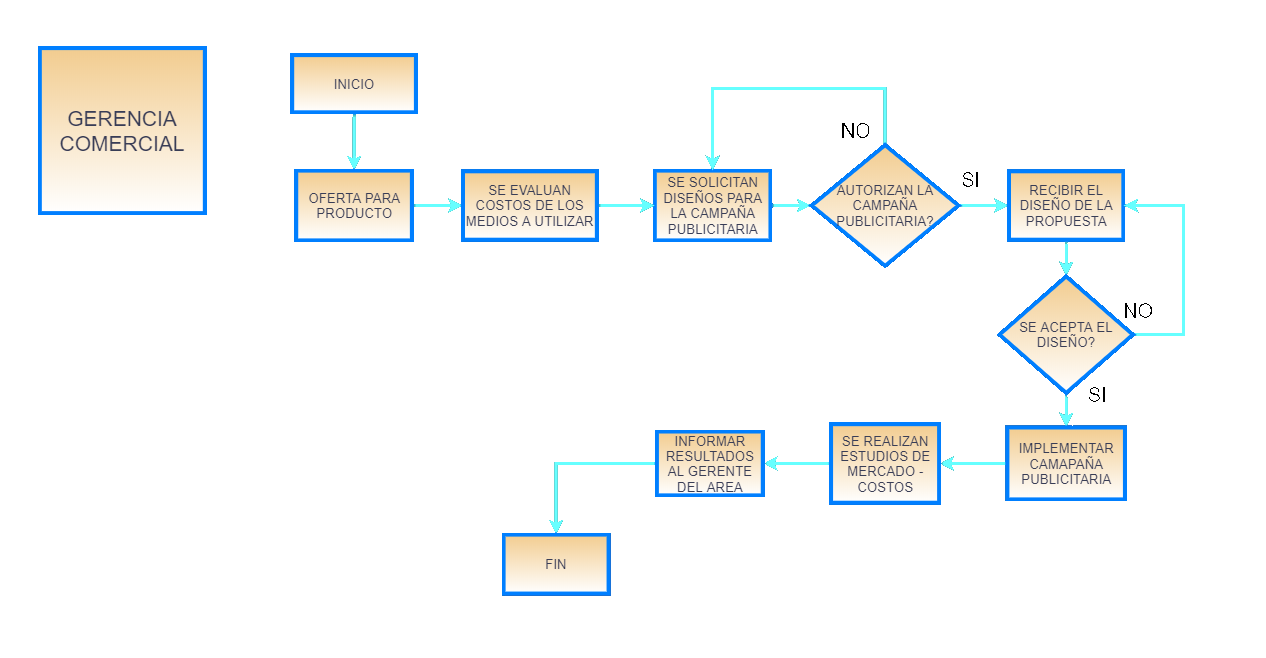 GERENCIA
COMERCIAL
INICIO
OFERTA PARA
PRODUCTO
SE EVALUAN
COSTOS DE LOS
MEDIOS A UTILIZAR
SE SOLICITAN
DISEÑOS PARA
LA CAMPAÑA
PUBLICITARIA
NO
AUTORIZAN LA
CAMPAÑA
PUBLICITARIA?
SI
RECIBIR EL
DISEÑO DE LA
PROPUESTA
SE ACEPTA EL
DISEÑO?
NO
SI
IMPLEMENTAR
CAMAPAÑA
PUBLICITARIA
SE REALIZAN
ESTUDIOS DE
MERCADO -
COSTOS
INFORMAR
RESULTADOS
AL GERENTE
DEL AREA
FIN